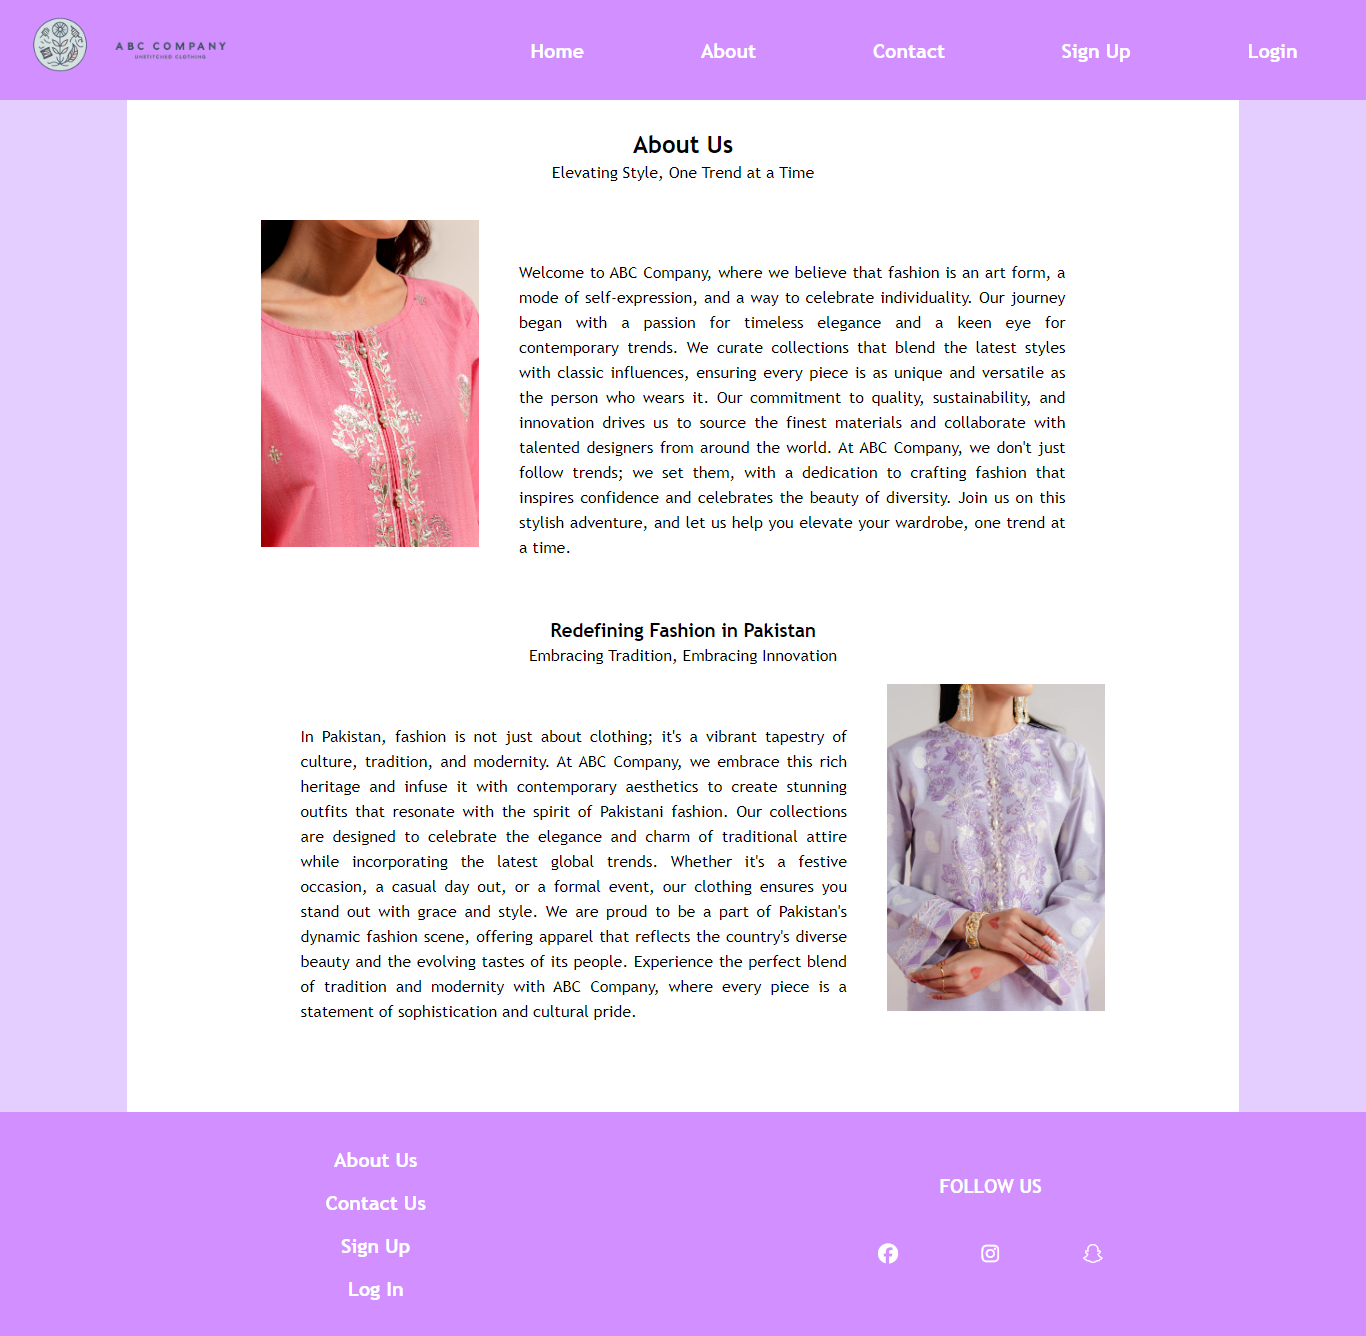 ABC COMPANY
UNSTITCHED CLOTHING
Home About Contact Sign Up Login
About Us
Elevating Style, One Trend at a Time
Welcome to ABC Company, where we believe that fashion is an art form, a
mode of self-expression, and a way to celebrate individuality. Our journey
began with a passion for timeless elegance and a keen eye for
contemporary trends. We curate collections that blend the latest styles
with classic influences, ensuring every piece is as unique and versatile as
the person who wears it. Our commitment to quality, sustainability, and
innovation drives us to source the finest materials and collaborate with
talented designers from around the world. At ABC Company, we don't just
follow trends; we set them, with a dedication to crafting fashion that
inspires confidence and celebrates the beauty of diversity. Join us on this
stylish adventure, and let us help you elevate your wardrobe, one trend at
a time.
Redefining Fashion in Pakistan
Embracing Tradition, Embracing Innovation
In Pakistan, fashion is not just about clothing; it's a vibrant tapestry of
culture, tradition, and modernity. At ABC Company, we embrace this rich
heritage and infuse it with contemporary aesthetics to create stunning
outfits that resonate with the spirit of Pakistani fashion. Our collections
are designed to celebrate the elegance and charm of traditional attire
while incorporating the latest global trends. Whether it's a festive
occasion, a casual day out, or a formal event, our clothing ensures you
stand out with grace and style. We are proud to be a part of Pakistan's
dynamic fashion scene, offering apparel that reflects the country's diverse
beauty and the evolving tastes of its people. Experience the perfect blend
of tradition and modernity with ABC Company, where every piece is a
statement of sophistication and cultural pride.
About Us
Contact Us
Sign Up
Log In
FOLLOW US